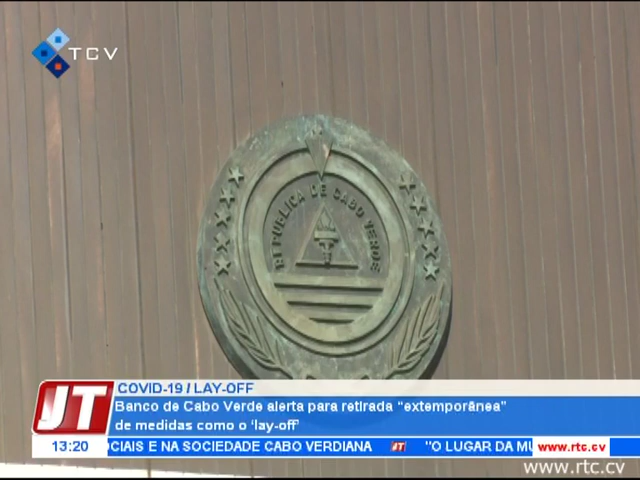 TCV
REPÚBLICA DE CABO VERDE
COVID-19 / LAY-OFF
JT
Banco de Cabo Verde alerta para retirada “extemporânea”
de medidas como o ‘lay-off’
13:20
OCIAIS E NA SOCIEDADE CABO VERDIANA JT "O LUGAR DA MU
www.rtc.cv
www.rtc.cv